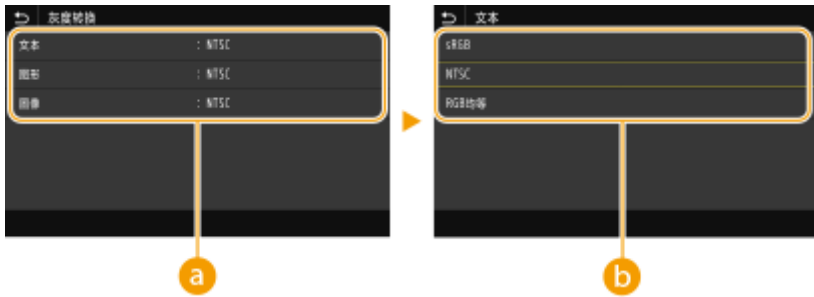 灰度转换
文本 : NTSC
图形 : NTSC
图像 : NTSC
a
文本
sRGB
NTSC
RGB均等
b